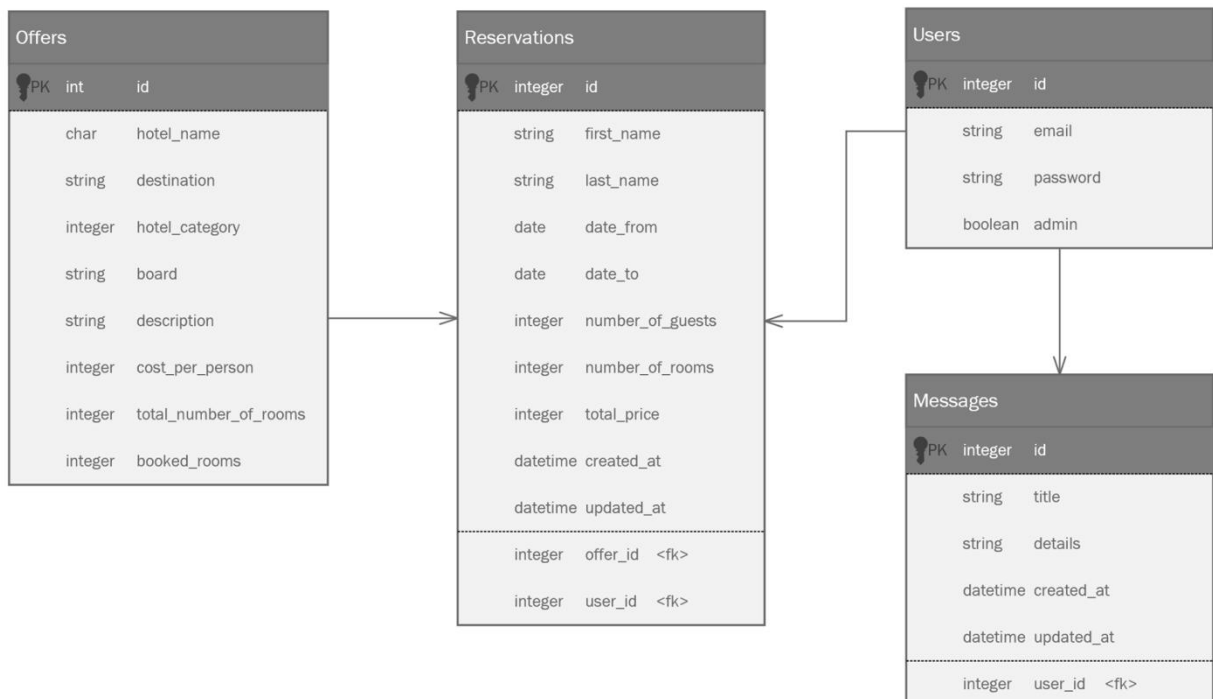 Offers
PK int id
char hotel_name
string destination
integer hotel_category
string board
string description
integer cost_per_person
integer total_number_of_rooms
integer booked_rooms
Reservations
PK integer id
string first_name
string last_name
date date_from
date date_to
integer number_of_guests
integer number_of_rooms
integer total_price
datetime created_at
datetime updated_at
integer offer_id <fk>
integer user_id <fk>
Users
PK integer id
string email
string password
boolean admin
Messages
PK integer id
string title
string details
datetime created_at
datetime updated_at
integer user_id <fk>